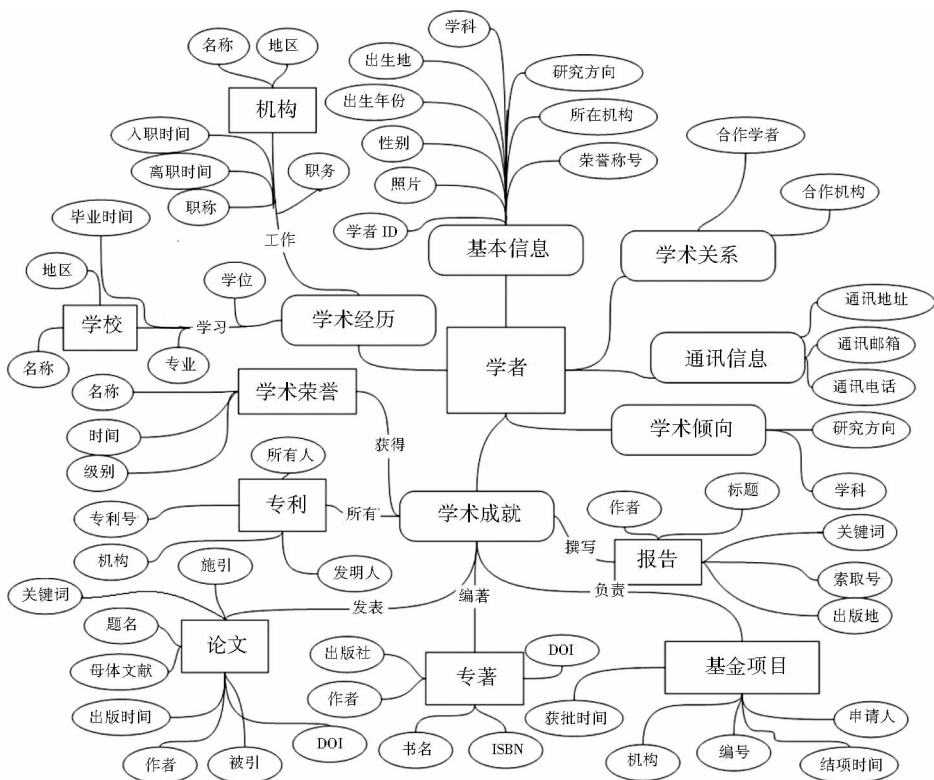 学科
名称
地区
出生地
研究方向
机构
出生年份
所在机构
入职时间
性别
合作学者
离职时间
职务
荣誉称号
照片
职称
合作机构
毕业时间
学者 ID
工作
基本信息
学术关系
地区
学位
通讯地址
学校
学习
学术经历
学者
通讯信息
通讯邮箱
名称
专业
通讯电话
名称
学术荣誉
学术倾向
研究方向
时间
获得
所有人
级别
标题
学科
专利
作者
专利号
所有
学术成就
关键词
机构
撰写
报告
施引
发明人
索取号
关键词
编著
负责
发表
出版地
题名
论文
出版社
DOI
母体文献
专著
基金项目
作者
出版时间
获批时间
申请人
DOI
书名
ISBN
机构
编号
作者
被引
结项时间